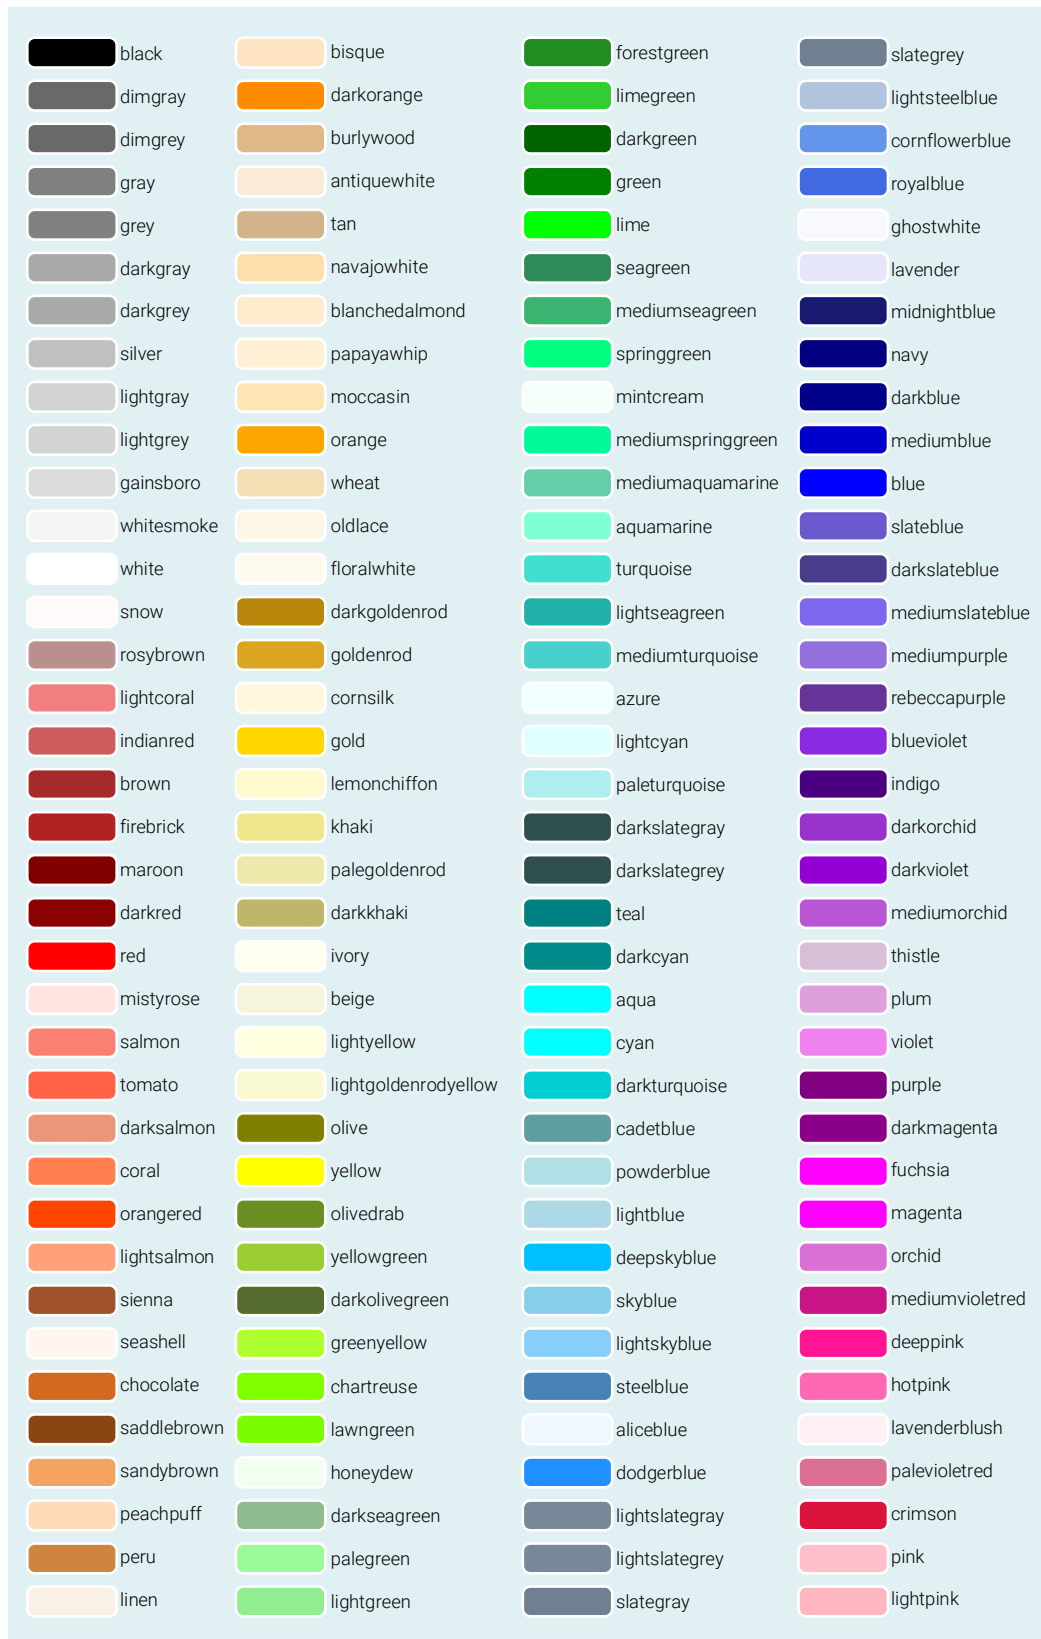 black
dimgray
dimgrey
gray
grey
darkgray
darkgrey
silver
lightgray
lightgrey
gainsboro
whitesmoke
white
snow
rosybrown
lightcoral
indianred
brown
firebrick
maroon
darkred
red
mistyrose
salmon
tomato
darksalmon
coral
orangered
lightsalmon
sienna
seashell
chocolate
saddlebrown
sandybrown
peachpuff
peru
linen
bisque
darkorange
burlywood
antiquewhite
tan
navajowhite
blanchedalmond
papayawhip
moccasin
orange
wheat
oldlace
floralwhite
darkgoldenrod
goldenrod
cornsilk
gold
lemonchiffon
khaki
palegoldenrod
darkkhaki
ivory
beige
lightyellow
lightgoldenrodyellow
olive
yellow
olivedrab
yellowgreen
darkolivegreen
greenyellow
chartreuse
lawngreen
honeydew
darkseagreen
palegreen
lightgreen
forestgreen
limegreen
darkgreen
green
lime
seagreen
mediumseagreen
springgreen
mintcream
mediumspringgreen
mediumaquamarine
aquamarine
turquoise
lightseagreen
mediumturquoise
azure
lightcyan
paleturquoise
darkslategray
darkslategrey
teal
darkcyan
aqua
cyan
darkturquoise
cadetblue
powderblue
lightblue
deepskyblue
skyblue
lightskyblue
steelblue
aliceblue
dodgerblue
lightslategray
lightslategrey
slategray
slategrey
lightsteelblue
cornflowerblue
royalblue
ghostwhite
lavender
midnightblue
navy
darkblue
mediumblue
blue
slateblue
darkslateblue
mediumslateblue
mediumpurple
rebeccapurple
blueviolet
indigo
darkorchid
darkviolet
mediumorchid
thistle
plum
violet
purple
darkmagenta
fuchsia
magenta
orchid
mediumvioletred
deeppink
hotpink
lavenderblush
palevioletred
crimson
pink
lightpink